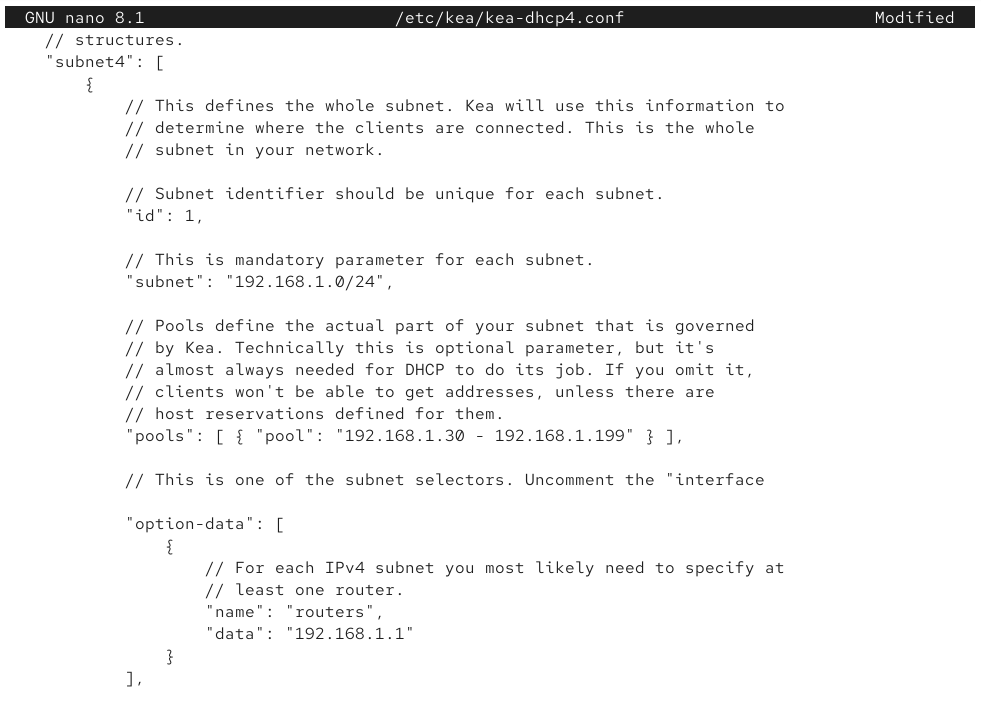 GNU nano 8.1 /etc/kea/kea-dhcp4.conf Modified
// structures.
"subnet4": [
{
// This defines the whole subnet. Kea will use this information to
// determine where the clients are connected. This is the whole
// subnet in your network.
// Subnet identifier should be unique for each subnet.
"id": 1,
// This is mandatory parameter for each subnet.
"subnet": "192.168.1.0/24",
// Pools define the actual part of your subnet that is governed
// by Kea. Technically this is optional parameter, but it's
// almost always needed for DHCP to do its job. If you omit it,
// clients won't be able to get addresses, unless there are
// host reservations defined for them.
"pools": [ { "pool": "192.168.1.30 - 192.168.1.199" } ],
// This is one of the subnet selectors. Uncomment the "interface
"option-data": [
{
// For each IPv4 subnet you most likely need to specify at
// least one router.
"name": "routers",
"data": "192.168.1.1"
}
],